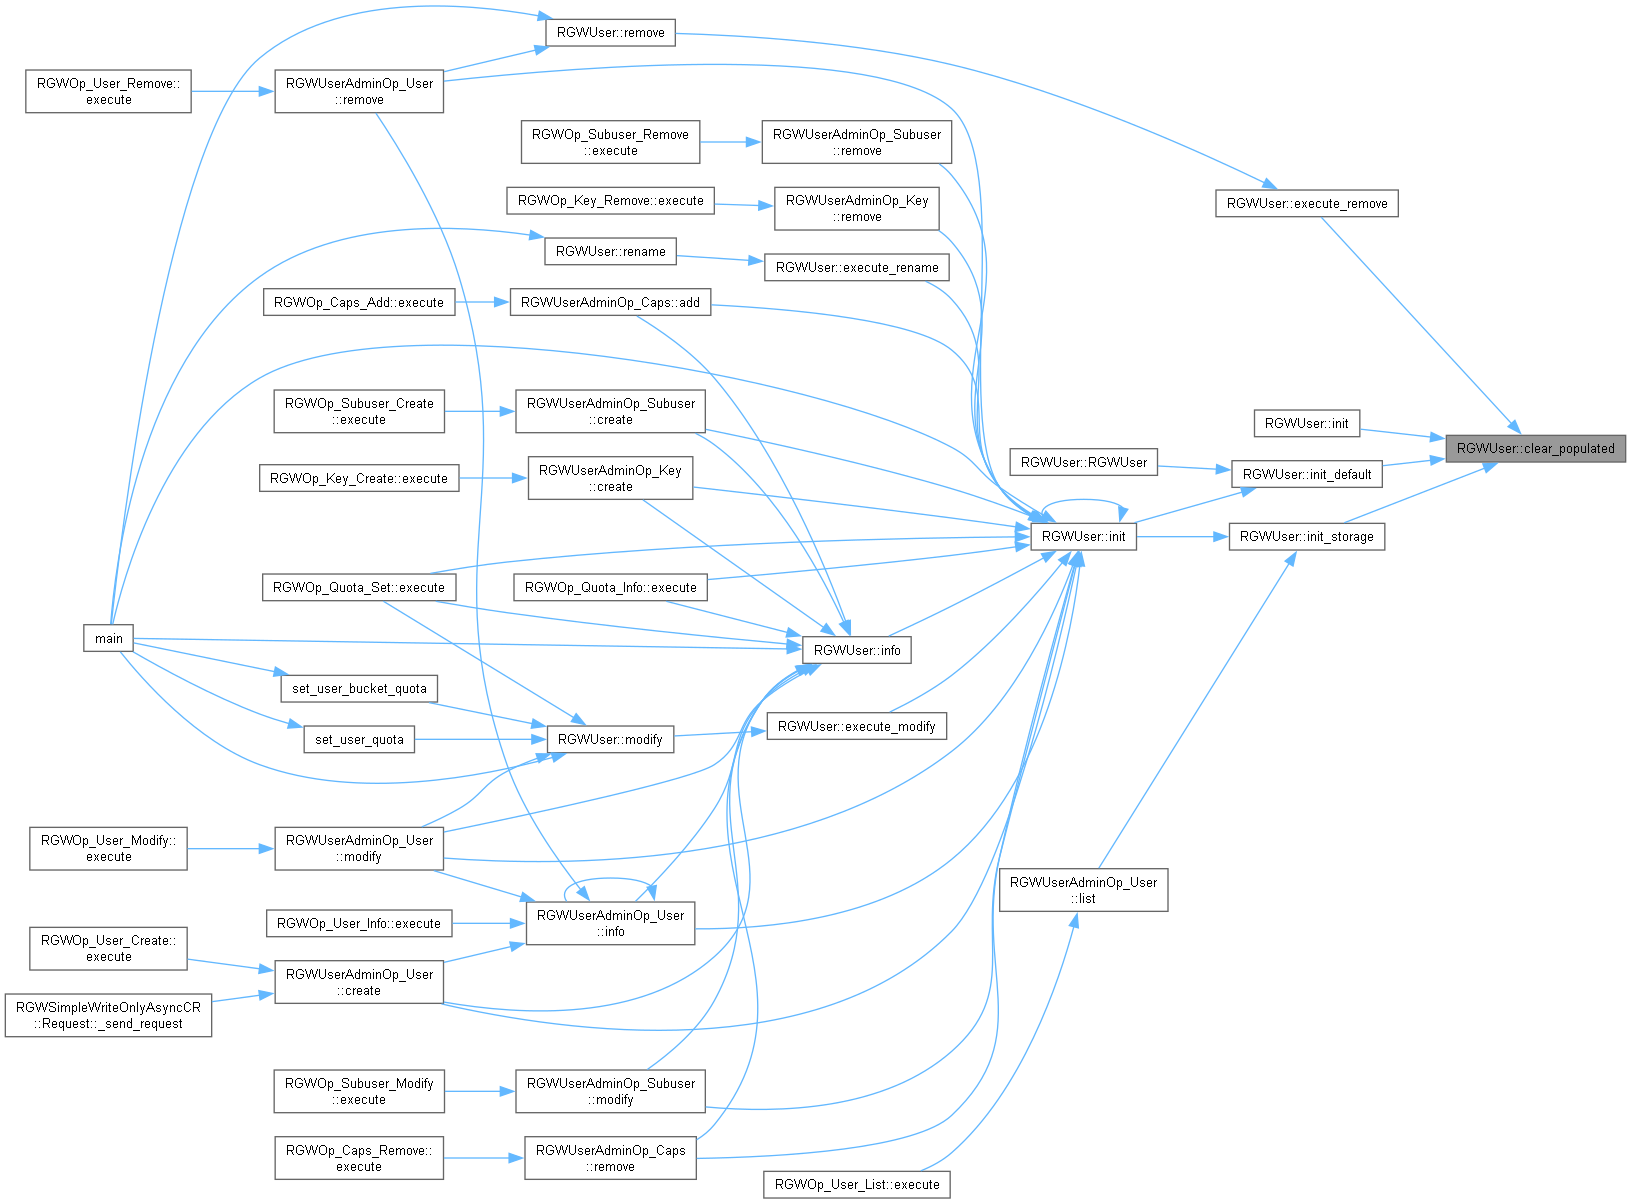 RGWUser::remove
RGWOp_User_Remove::
execute
RGWUserAdminOp_User
::remove
RGWOp_Subuser_Remove
::execute
RGWUserAdminOp_Subuser
::remove
RGWOp_Key_Remove::execute
RGWUserAdminOp_Key
::remove
RGWUser::execute_remove
RGWUser::rename
RGWUser::execute_rename
RGWOp_Caps_Add::execute
RGWUserAdminOp_Caps::add
RGWOp_Subuser_Create
::execute
RGWUserAdminOp_Subuser
::create
RGWUser::init
RGWUser::clear_populated
RGWOp_Key_Create::execute
RGWUserAdminOp_Key
::create
RGWUser::RGWUser
RGWUser::init_default
RGWUser::init
RGWUser::init_storage
RGWOp_Quota_Set::execute
RGWOp_Quota_Info::execute
main
RGWUser::info
set_user_bucket_quota
set_user_quota
RGWUser::modify
RGWUser::execute_modify
RGWOp_User_Modify::
execute
RGWUserAdminOp_User
::modify
RGWUserAdminOp_User
::list
RGWOp_User_Info::execute
RGWUserAdminOp_User
::info
RGWOp_User_Create::
execute
RGWUserAdminOp_User
::create
RGWSimpleWriteOnlyAsyncCR
::Request::_send_request
RGWOp_Subuser_Modify
::execute
RGWUserAdminOp_Subuser
::modify
RGWOp_Caps_Remove::
execute
RGWUserAdminOp_Caps
::remove
RGWOp_User_List::execute